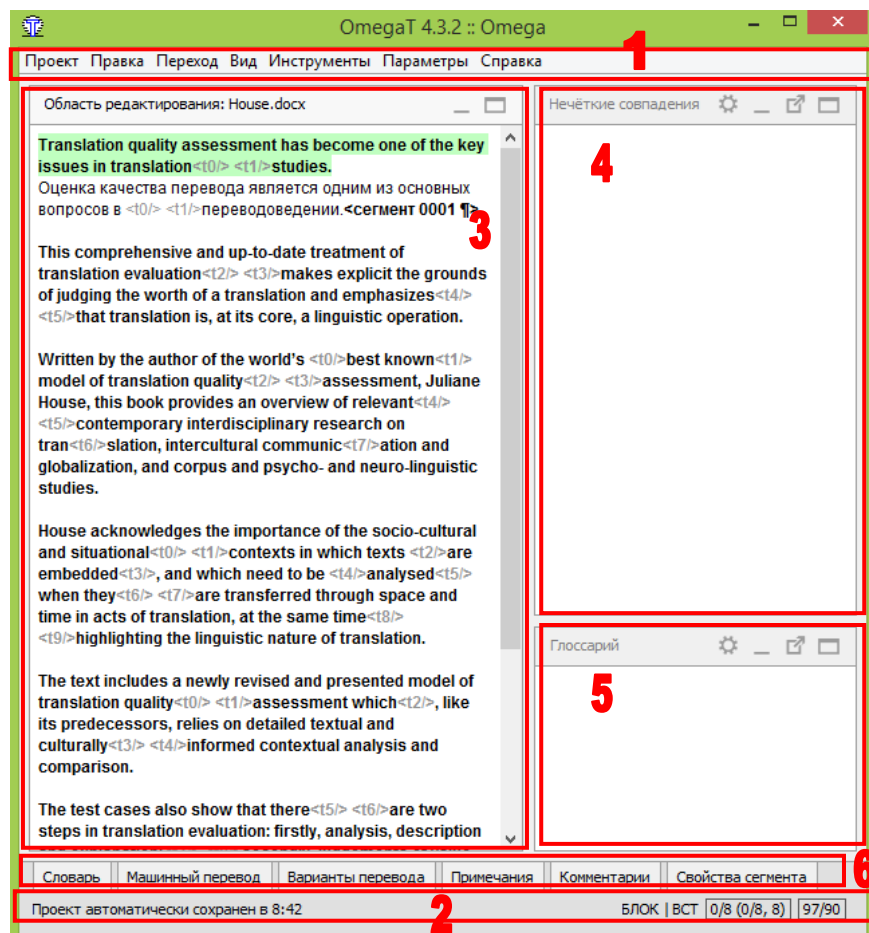 OmegaT 4.3.2 :: Omega
1
Проект Правка Переход Вид Инструменты Параметры Справка
Область редактирования: House.docx
Translation quality assessment has become one of the key
issues in translation<t0/> <t1/>studies.
Оценка качества перевода является одним из основных
вопросов в <t0/> <t1/>переводоведении.<сегмент 0001 ¶>
3
This comprehensive and up-to-date treatment of
translation evaluation<t2/> <t3/>makes explicit the grounds
of judging the worth of a translation and emphasizes<t4/>
<t5/>that translation is, at its core, a linguistic operation.
Written by the author of the world's <t0/>best known<t1/>
model of translation quality<t2/> <t3/>assessment, Juliane
House, this book provides an overview of relevant<t4/>
<t5/>contemporary interdisciplinary research on
tran<t6/>slation, intercultural communic<t7/>ation and
globalization, and corpus and psycho- and neuro-linguistic
studies.
House acknowledges the importance of the socio-cultural
and situational<t0/> <t1/>contexts in which texts <t2/>are
embedded<t3/>, and which need to be <t4/>analysed<t5/>
when they<t6/> <t7/>are transferred through space and
time in acts of translation, at the same time<t8/>
<t9/>highlighting the linguistic nature of translation.
The text includes a newly revised and presented model of
translation quality<t0/> <t1/>assessment which<t2/>, like
its predecessors, relies on detailed textual and
culturally<t3/> <t4/>informed contextual analysis and
comparison.
The test cases also show that there<t5/> <t6/>are two
steps in translation evaluation: firstly, analysis, description
Нечёткие совпадения
4
Глоссарий
5
Словарь Машинный перевод Варианты перевода Примечания Комментарии Свойства сегмента
6
Проект автоматически сохранен в 8:42
2
БЛОК | ВСТ 0/8 (0/8, 8) 97/90